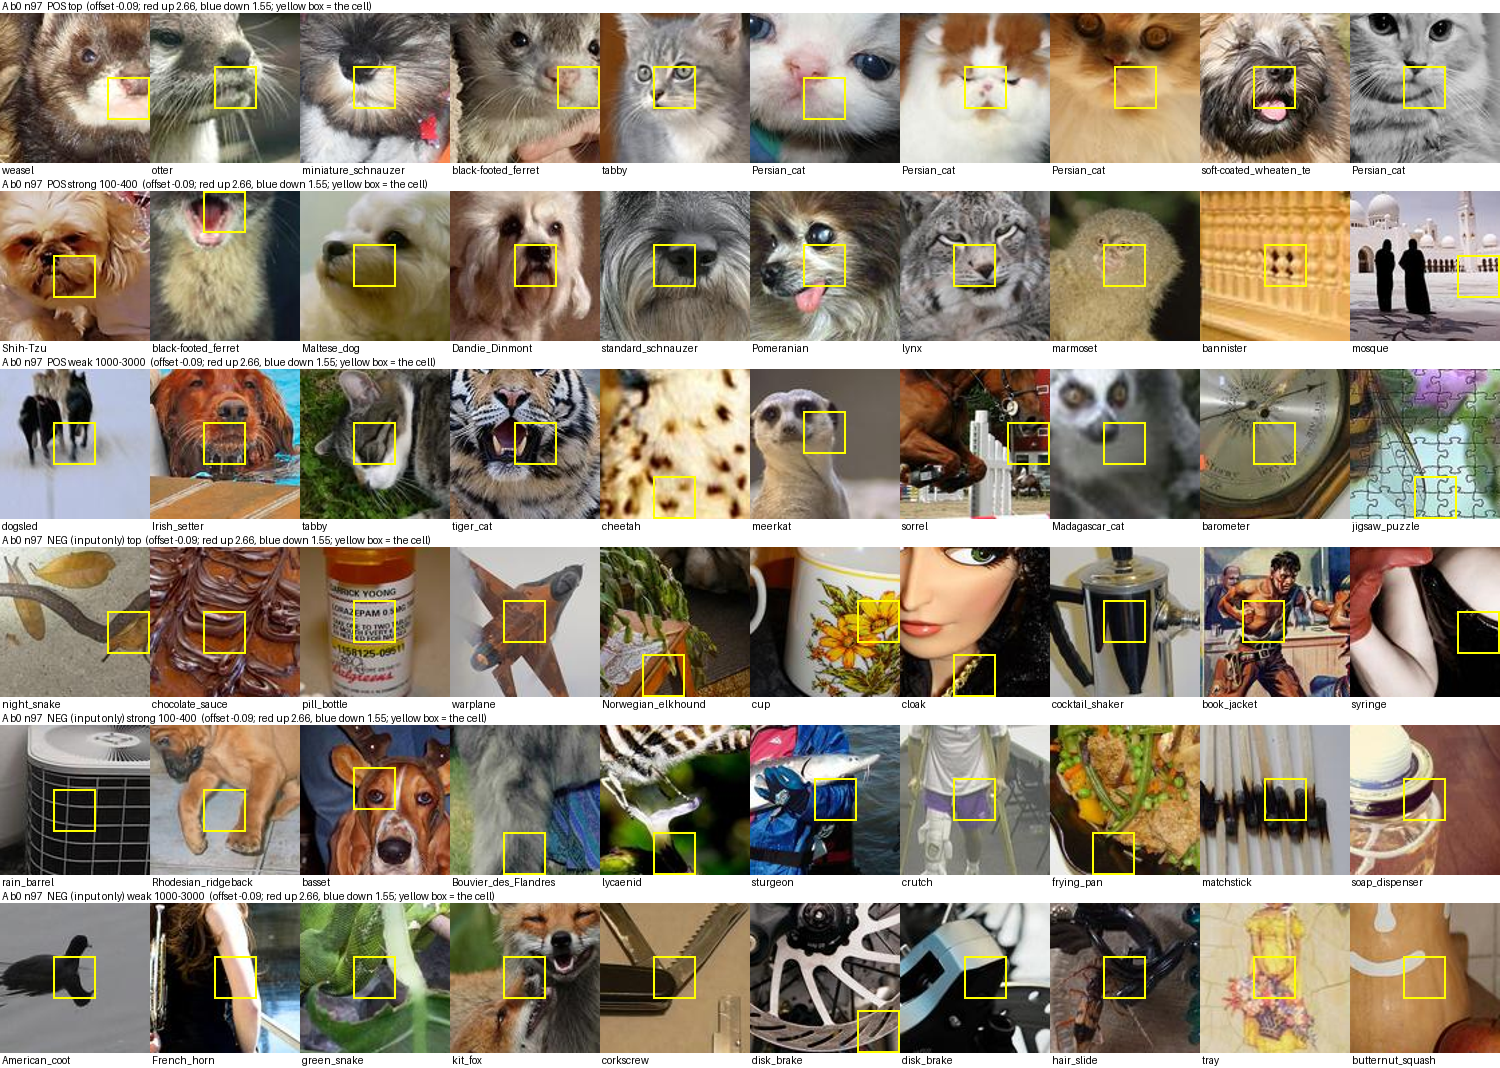 A b0 n97 POS top (offset -0.09; red up 2.66, blue down 1.55; yellow box = the cell)
weasel otter miniature_schnauzer black-footed_ferret tabby Persian_cat Persian_cat Persian_cat soft-coated_wheaten_te Persian_cat
A b0 n97 POS strong 100-400 (offset -0.09; red up 2.66, blue down 1.55; yellow box = the cell)
Shih-Tzu black-footed_ferret Maltese_dog Dandie_Dinmont standard_schnauzer Pomeranian lynx marmoset bannister mosque
A b0 n97 POS weak 1000-3000 (offset -0.09; red up 2.66, blue down 1.55; yellow box = the cell)
dogsled Irish_setter tabby tiger_cat cheetah meerkat sorrel Madagascar_cat barometer jigsaw_puzzle
A b0 n97 NEG (input only) top (offset -0.09; red up 2.66, blue down 1.55; yellow box = the cell)
LORAZEPAM 0.5
1158125-0951
Walgreens
night_snake chocolate_sauce pill_bottle warplane Norwegian_elkhound cup cloak cocktail_shaker book_jacket syringe
A b0 n97 NEG (input only) strong 100-400 (offset -0.09; red up 2.66, blue down 1.55; yellow box = the cell)
rain_barrel Rhodesian_ridgeback basset Bouvier_des_Flandres lycaenid sturgeon crutch frying_pan matchstick soap_dispenser
A b0 n97 NEG (input only) weak 1000-3000 (offset -0.09; red up 2.66, blue down 1.55; yellow box = the cell)
American_coot French_horn green_snake kit_fox corkscrew disk_brake disk_brake hair_slide tray butternut_squash